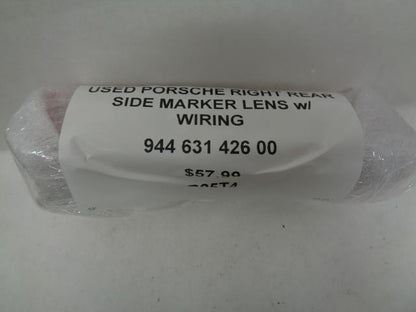 USED PORSCHE RIGHT REAR
SIDE MARKER LENS w/
WIRING
944 631 426 00
$57.99